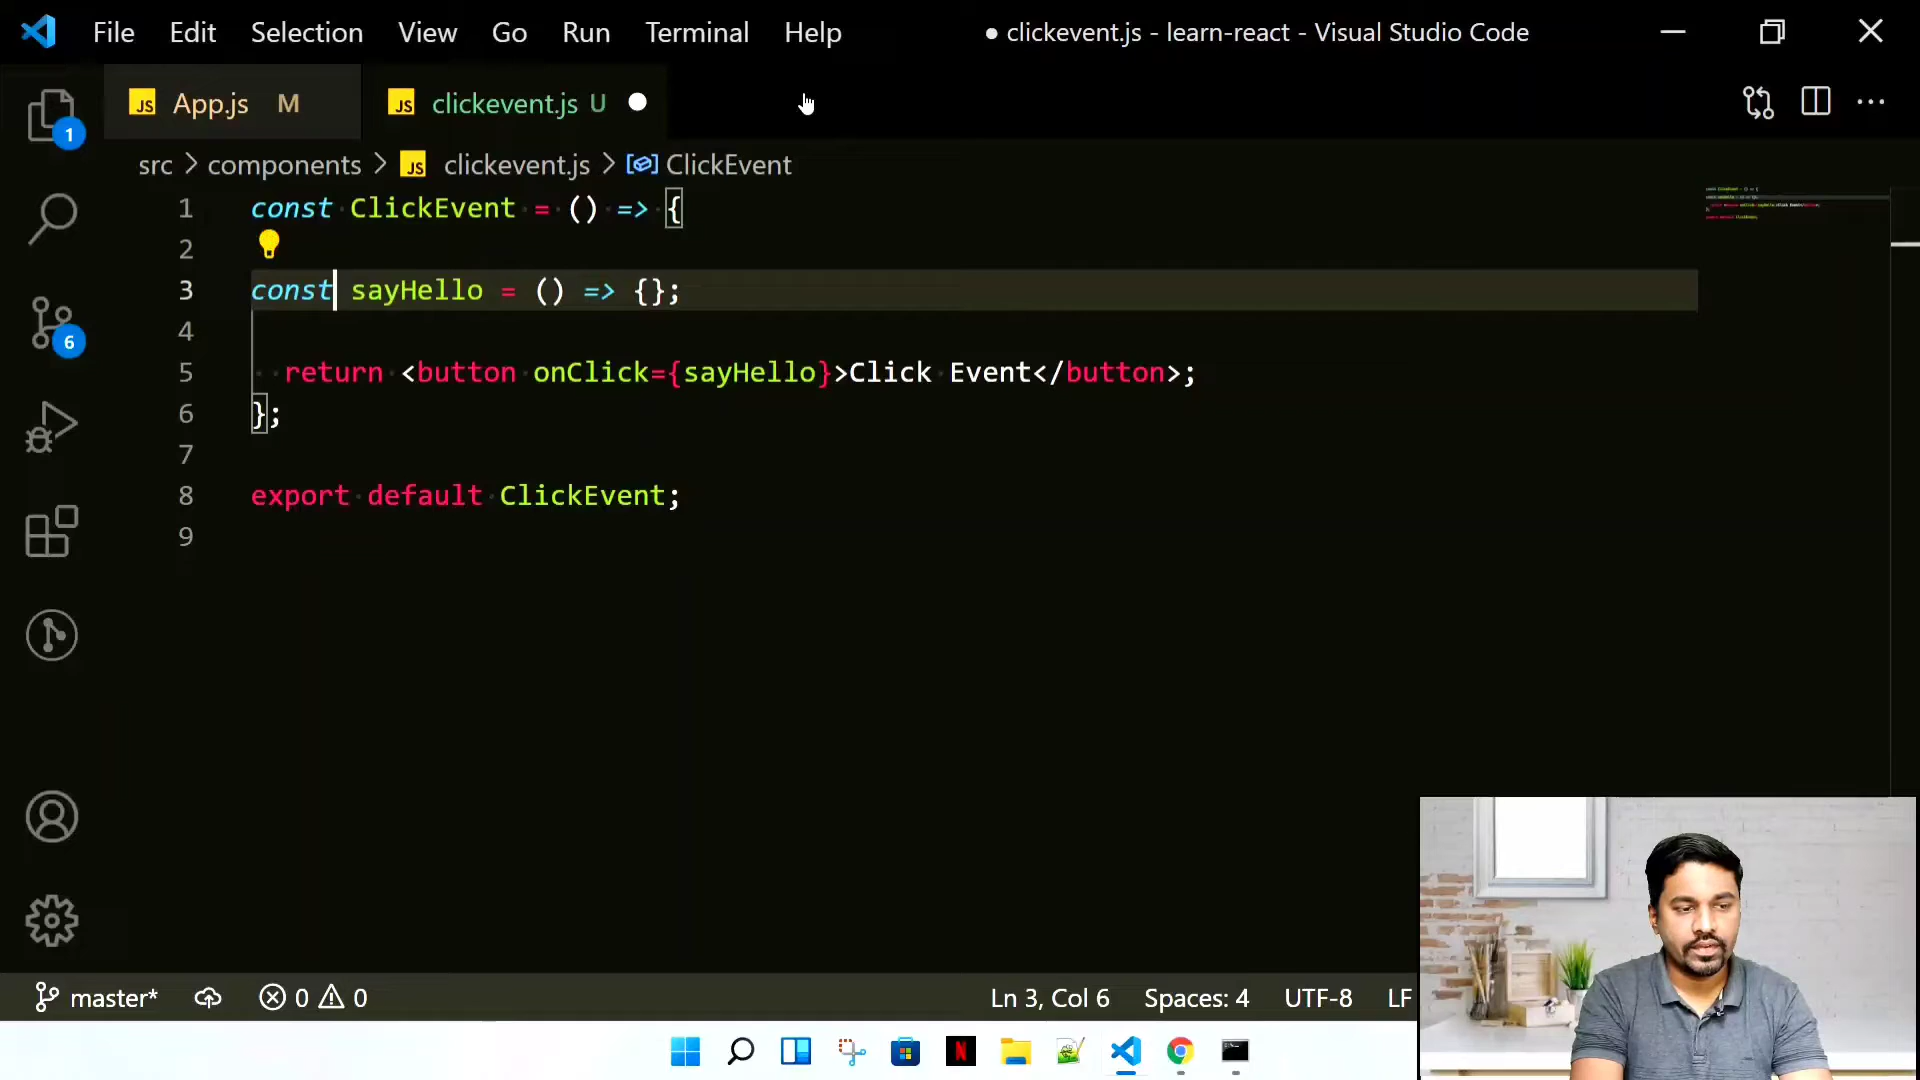 File Edit Selection View Go Run Terminal Help ● clickevent.js - learn-react - Visual Studio Code
JS App.js M JS clickevent.js U
1
src > components > JS clickevent.js > ClickEvent
1 const ClickEvent = () => {
2
3 const sayHello = () => {};
4
6
5 return <button onClick={sayHello}>Click Event</button>;
6 };
7
8 export default ClickEvent;
9
master* 0 0 Ln 3, Col 6 Spaces: 4 UTF-8 LF
N